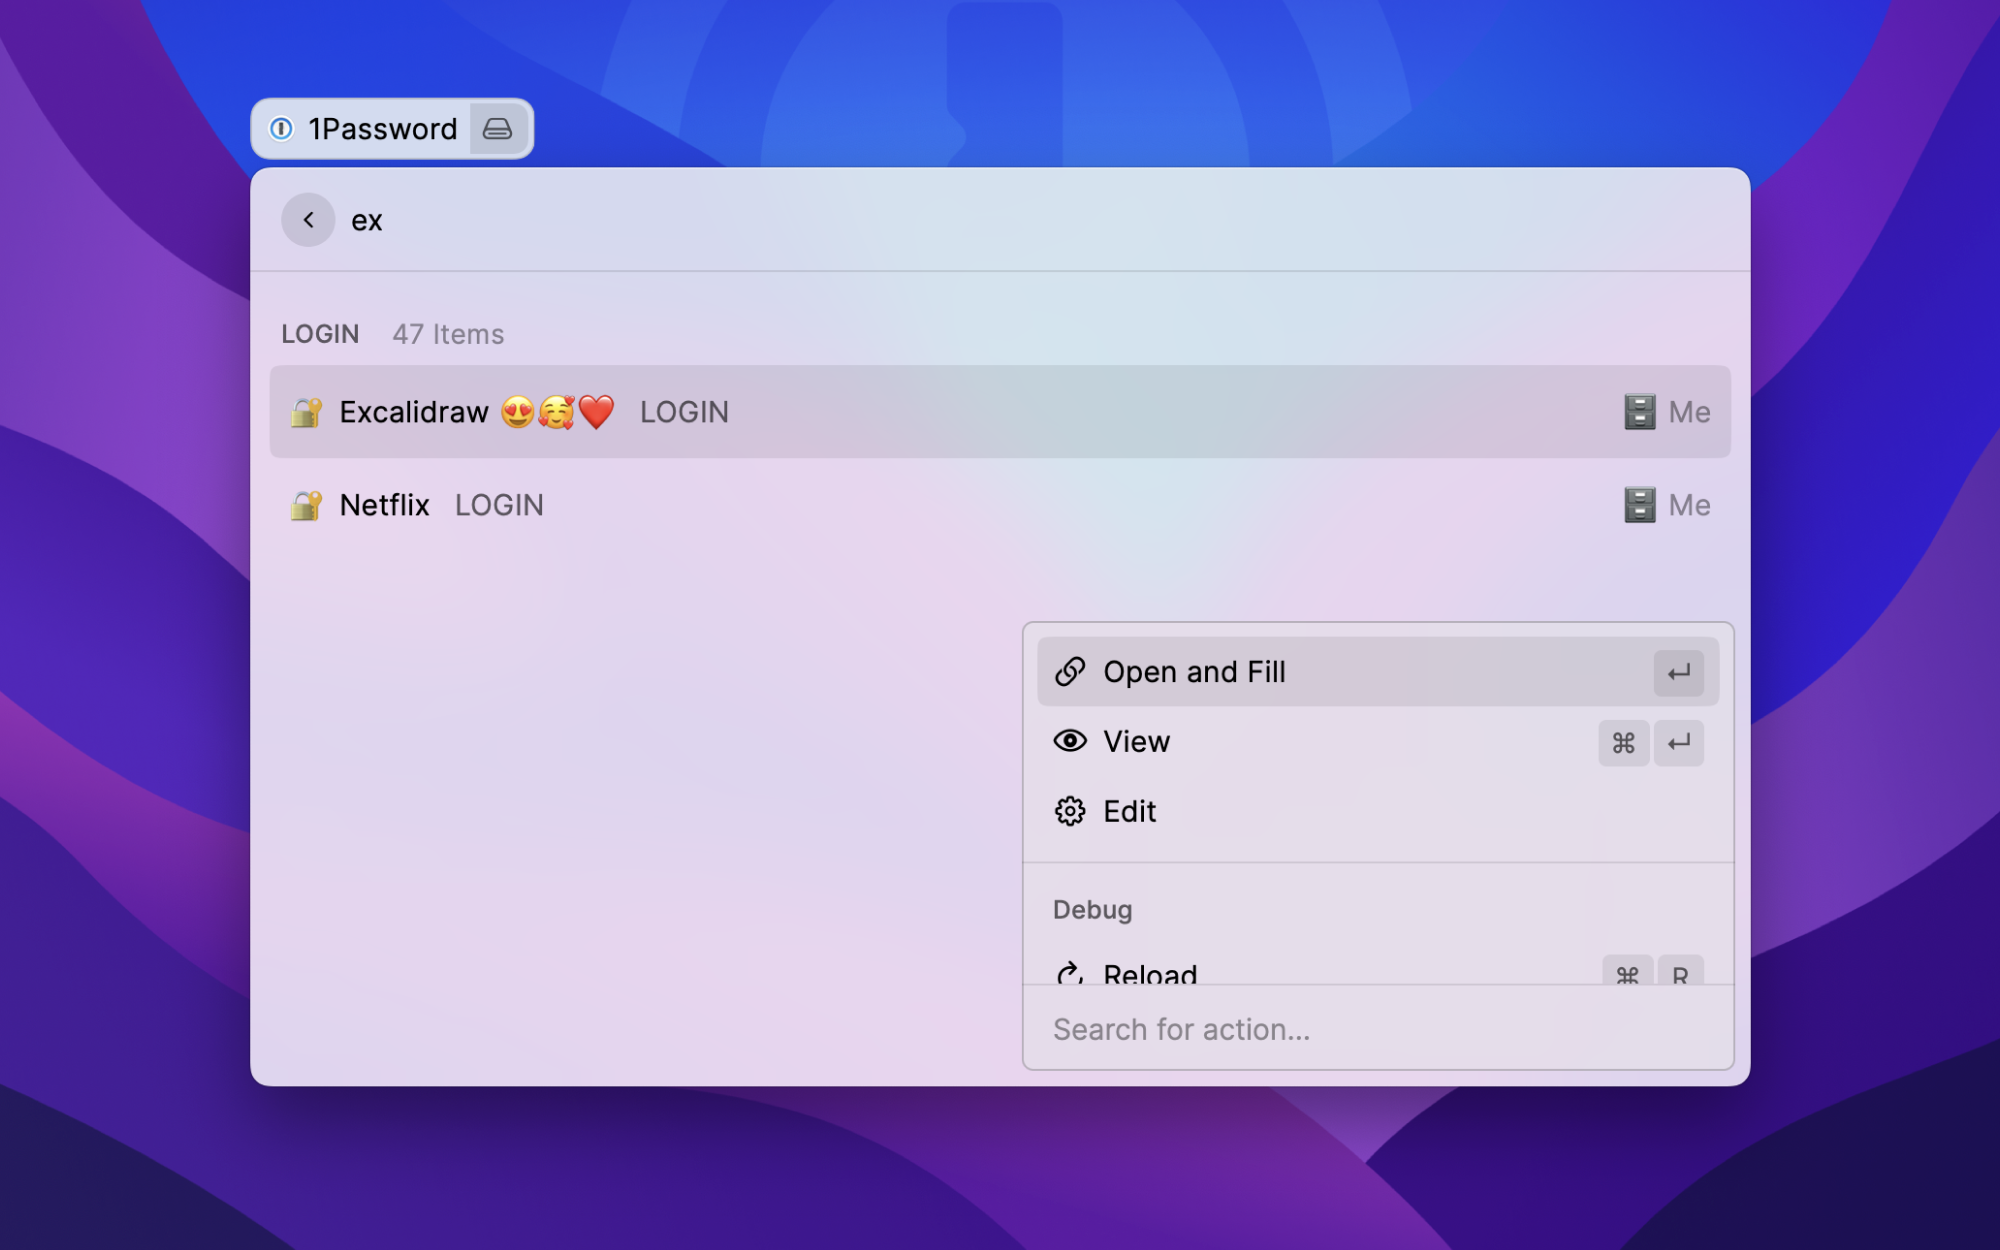 1Password
ex
LOGIN 47 Items
Excalidraw 😍🥰❤️ LOGIN Me
Netflix LOGIN Me
Open and Fill ↵
View ⌘ ↵
Edit
Debug
Reload ⌘ R
Search for action...